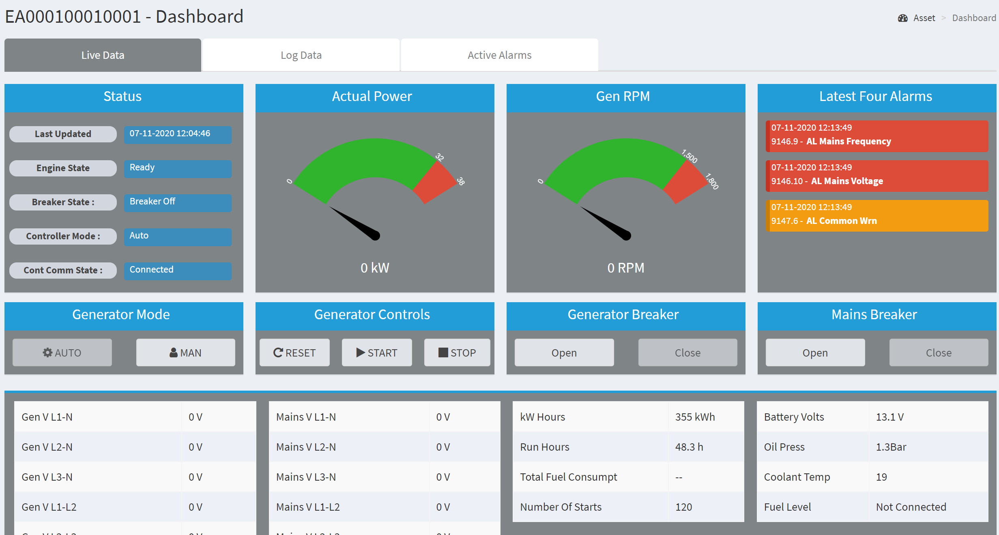 EA000100010001 - Dashboard
Asset > Dashboard
Live Data
Log Data
Active Alarms
Status
Last Updated
07-11-2020 12:04:46
Engine State
Ready
Breaker State :
Breaker Off
Controller Mode :
Auto
Cont Comm State :
Connected
Actual Power
0
32
38
0 kW
Gen RPM
0
1,500
1,800
0 RPM
Latest Four Alarms
07-11-2020 12:13:49
9146.9 - AL Mains Frequency
07-11-2020 12:13:49
9146.10 - AL Mains Voltage
07-11-2020 12:13:49
9147.6 - AL Common Wrn
Generator Mode
AUTO
MAN
Generator Controls
RESET
START
STOP
Generator Breaker
Open
Close
Mains Breaker
Open
Close
Gen V L1-N 0 V
Gen V L2-N 0 V
Gen V L3-N 0 V
Gen V L1-L2 0 V
Mains V L1-N 0 V
Mains V L2-N 0 V
Mains V L3-N 0 V
Mains V L1-L2 0 V
kW Hours 355 kWh
Run Hours 48.3 h
Total Fuel Consumpt --
Number Of Starts 120
Battery Volts 13.1 V
Oil Press 1.3Bar
Coolant Temp 19
Fuel Level Not Connected